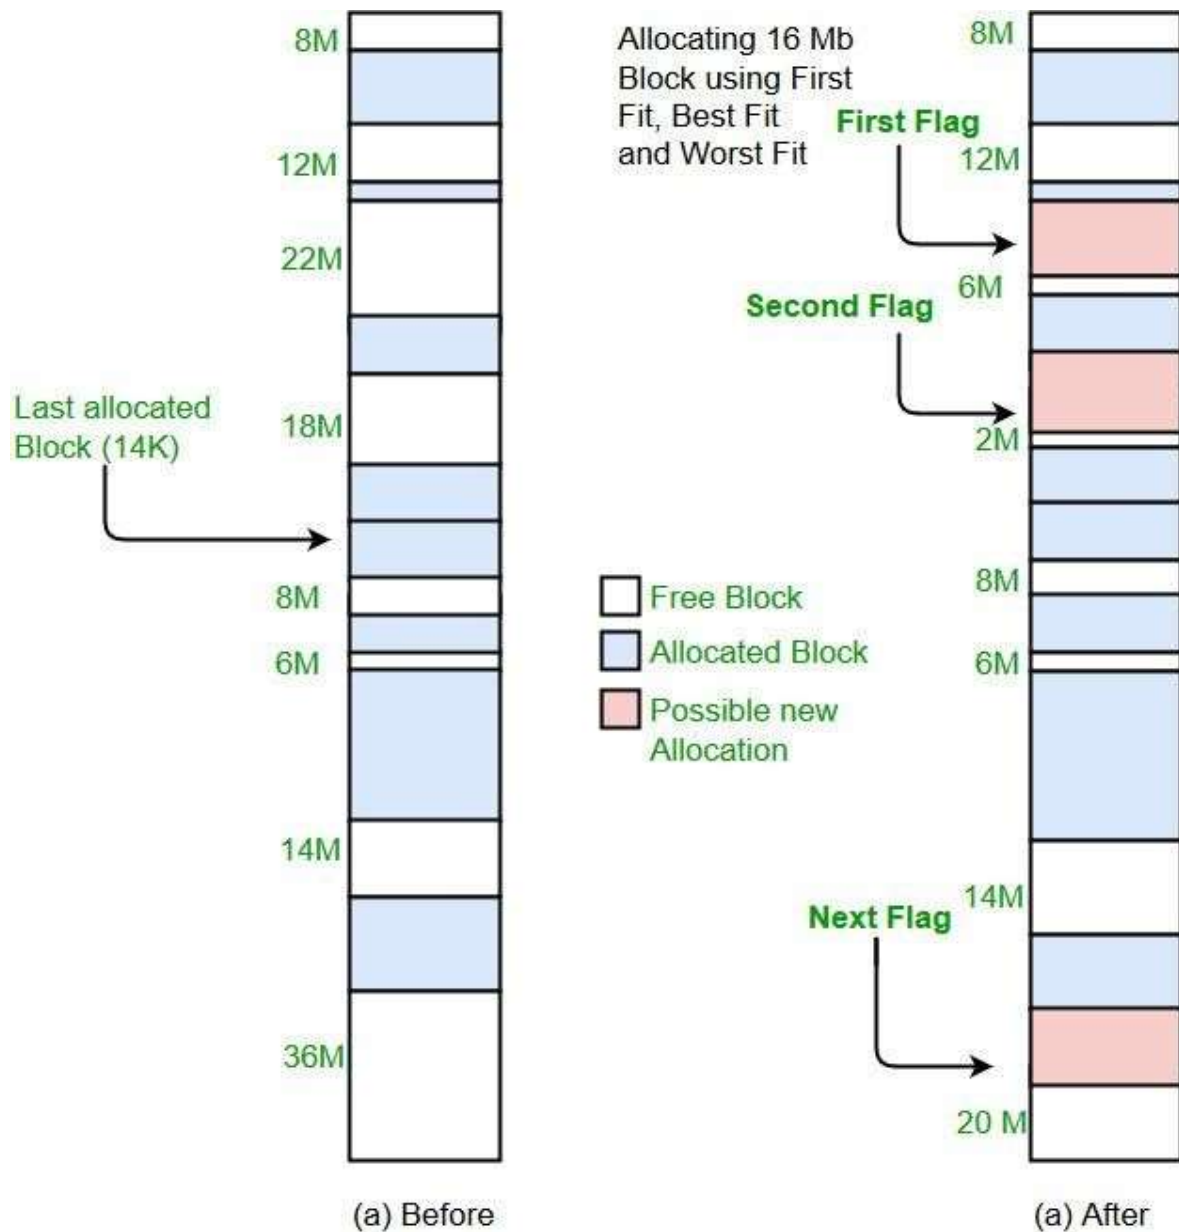 8M
12M
22M
18M
Last allocated
Block (14K)
8M
6M
14M
36M
(a) Before
Allocating 16 Mb
Block using First
Fit, Best Fit
and Worst Fit
Free Block
Allocated Block
Possible new
Allocation
8M
First Flag
12M
6M
Second Flag
2M
8M
6M
14M
Next Flag
20 M
(a) After